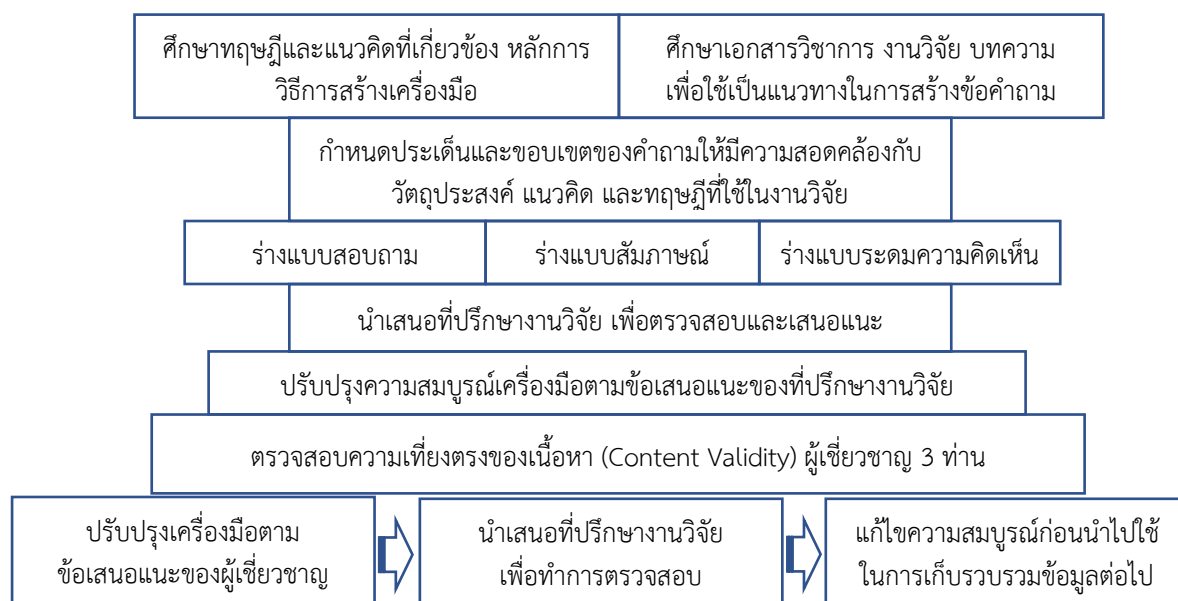 ศึกษาทฤษฎีและแนวคิดที่เกี่ยวข้อง หลักการ
วิธีการสร้างเครื่องมือ
ศึกษาเอกสารวิชาการ งานวิจัย บทความ
เพื่อใช้เป็นแนวทางในการสร้างข้อคำถาม
กำหนดประเด็นและขอบเขตของคำถามให้มีความสอดคล้องกับ
วัตถุประสงค์ แนวคิด และทฤษฎีที่ใช้ในงานวิจัย
ร่างแบบสอบถาม
ร่างแบบสัมภาษณ์
ร่างแบบระดมความคิดเห็น
นำเสนอที่ปรึกษางานวิจัย เพื่อตรวจสอบและเสนอแนะ
ปรับปรุงความสมบูรณ์เครื่องมือตามข้อเสนอแนะของที่ปรึกษางานวิจัย
ตรวจสอบความเที่ยงตรงของเนื้อหา (Content Validity) ผู้เชี่ยวชาญ 3 ท่าน
ปรับปรุงเครื่องมือตาม
ข้อเสนอแนะของผู้เชี่ยวชาญ
นำเสนอที่ปรึกษางานวิจัย
เพื่อทำการตรวจสอบ
แก้ไขความสมบูรณ์ก่อนนำไปใช้
ในการเก็บรวบรวมข้อมูลต่อไป